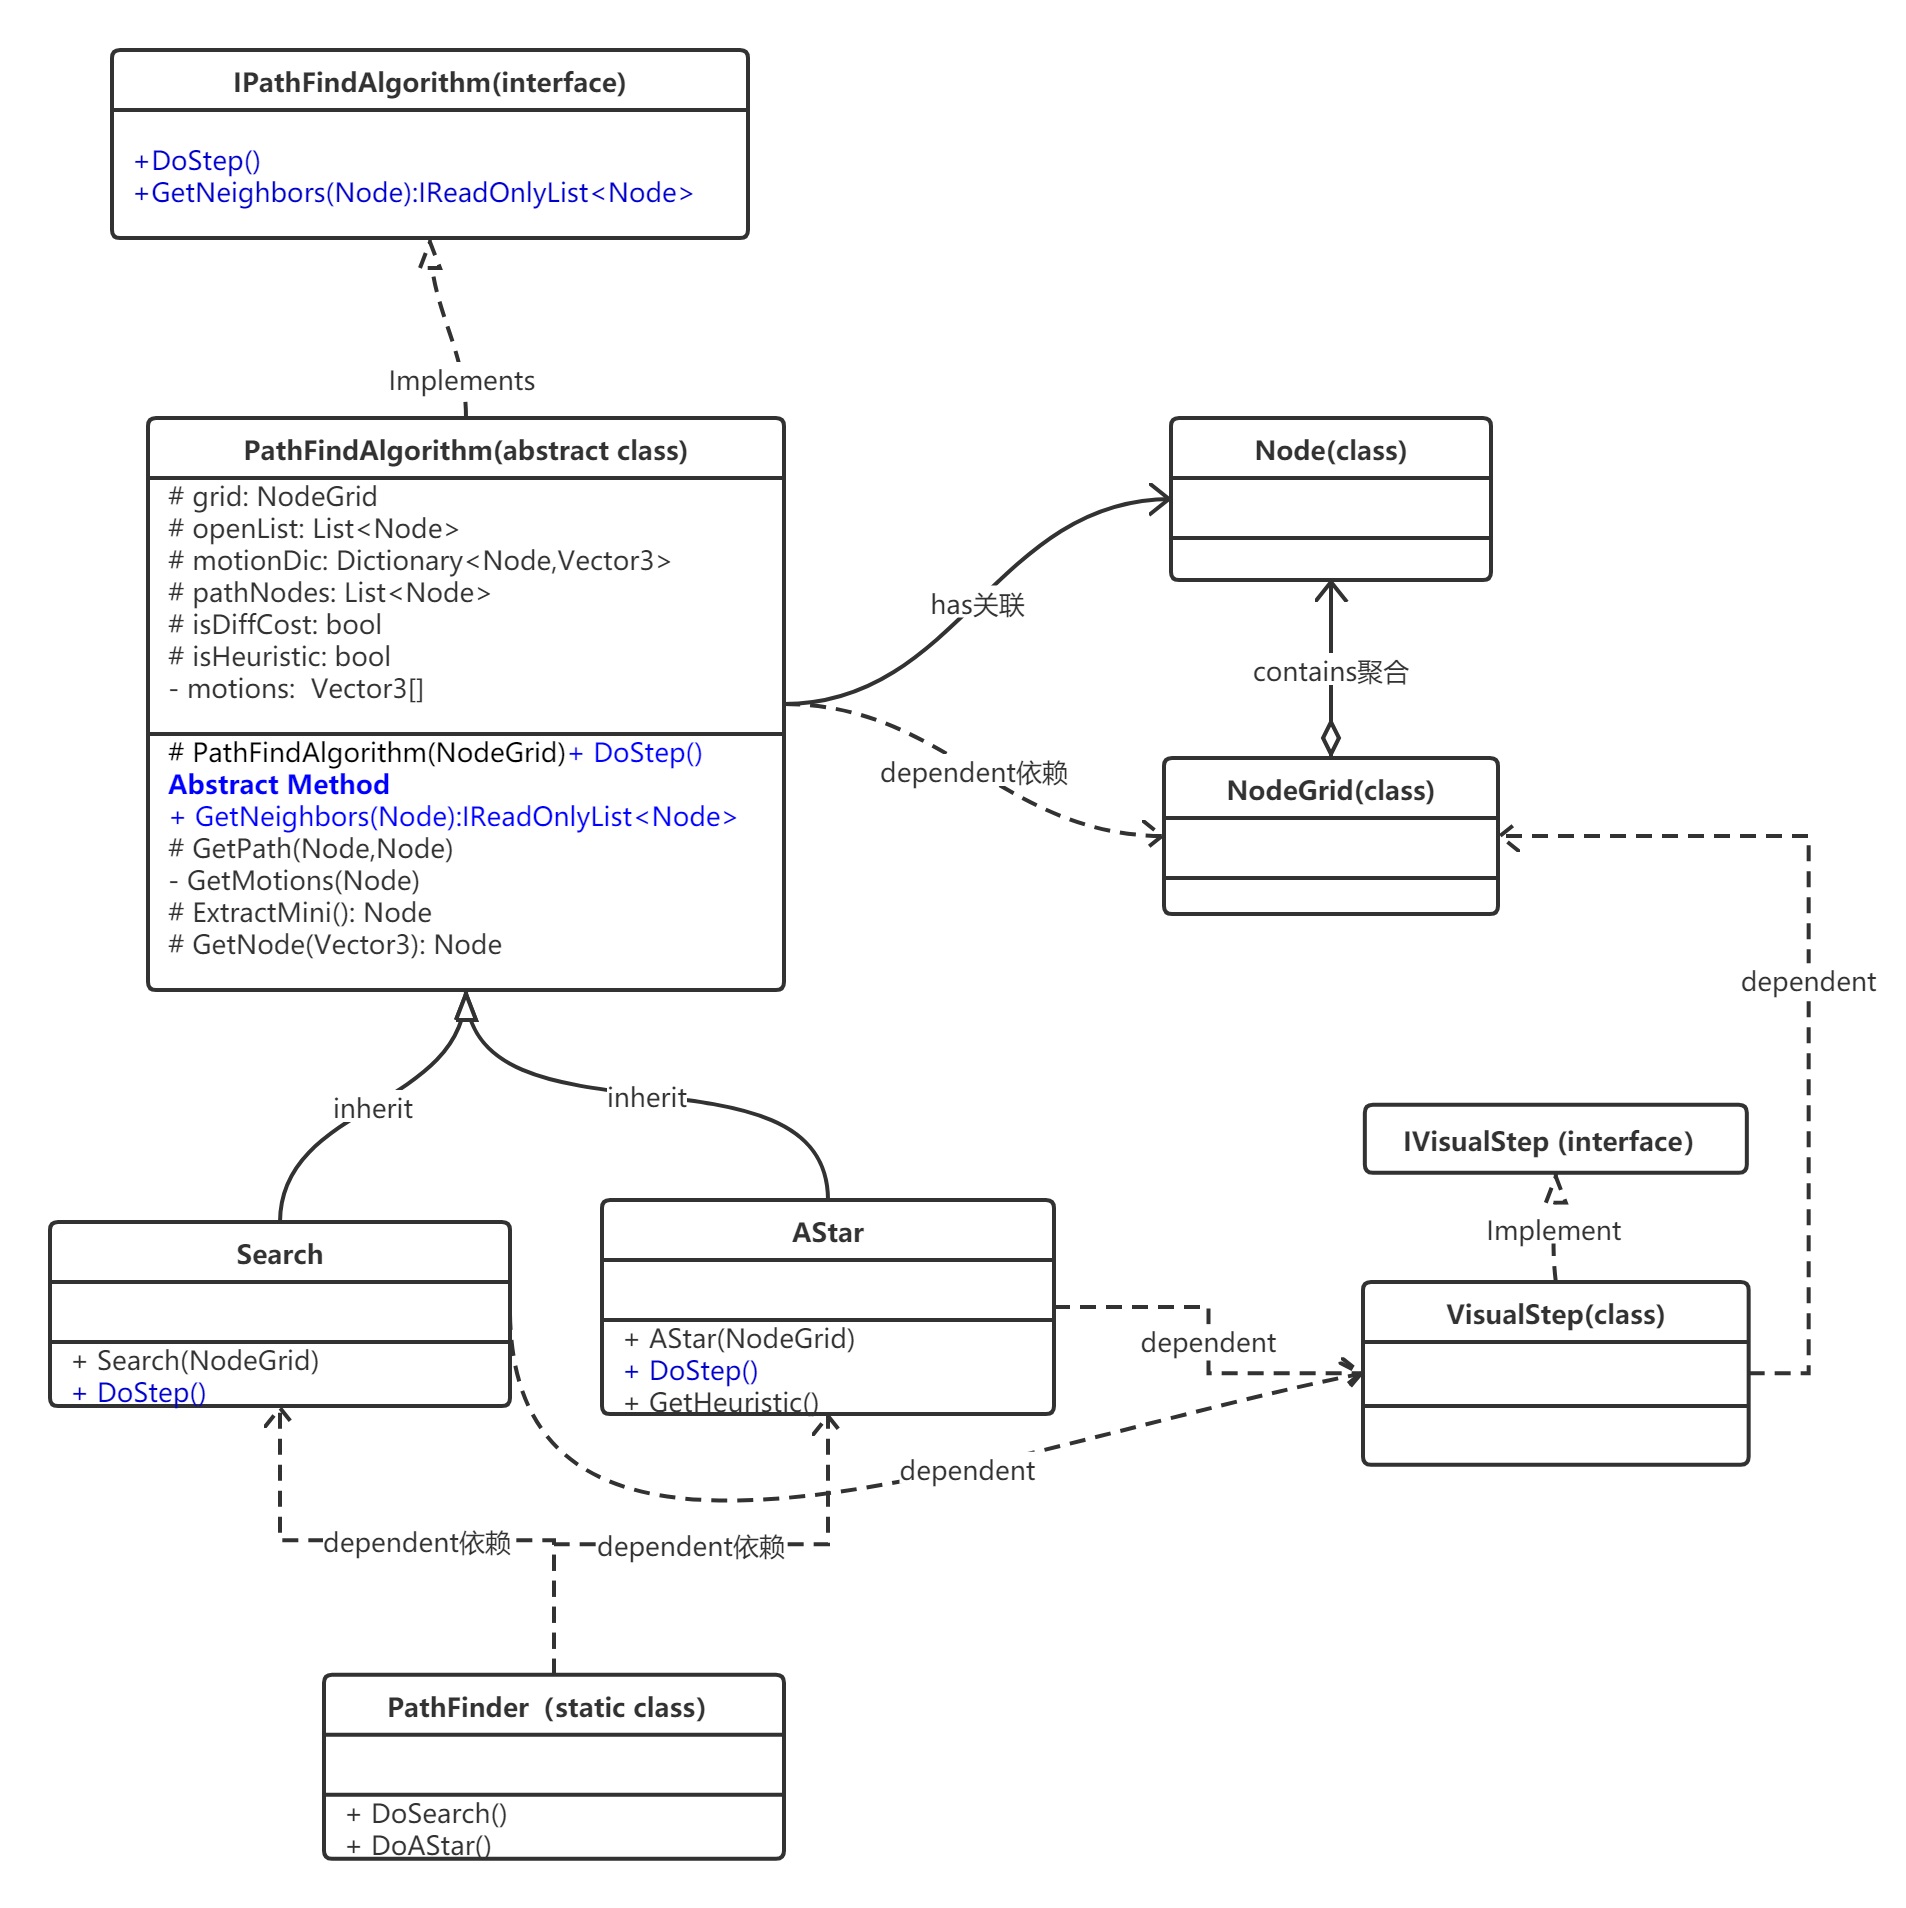 IPathFindAlgorithm(interface)
+DoStep()
+GetNeighbors(Node):IReadOnlyList<Node>
Implements
PathFindAlgorithm(abstract class)
# grid: NodeGrid
# openList: List<Node>
# motionDic: Dictionary<Node,Vector3>
# pathNodes: List<Node>
# isDiffCost: bool
# isHeuristic: bool
- motions:  Vector3[]
# PathFindAlgorithm(NodeGrid)+ DoStep()
Abstract Method
+ GetNeighbors(Node):IReadOnlyList<Node>
# GetPath(Node,Node)
- GetMotions(Node)
# ExtractMini(): Node
# GetNode(Vector3): Node
Node(class)
has关联
contains聚合
dependent依赖
NodeGrid(class)
dependent
inherit
inherit
IVisualStep (interface)
Implement
Search
+ Search(NodeGrid)
+ DoStep()
AStar
+ AStar(NodeGrid)
+ DoStep()
+ GetHeuristic()
dependent
VisualStep(class)
dependent
dependent依赖
dependent依赖
PathFinder（static class)
+ DoSearch()
+ DoAStar()